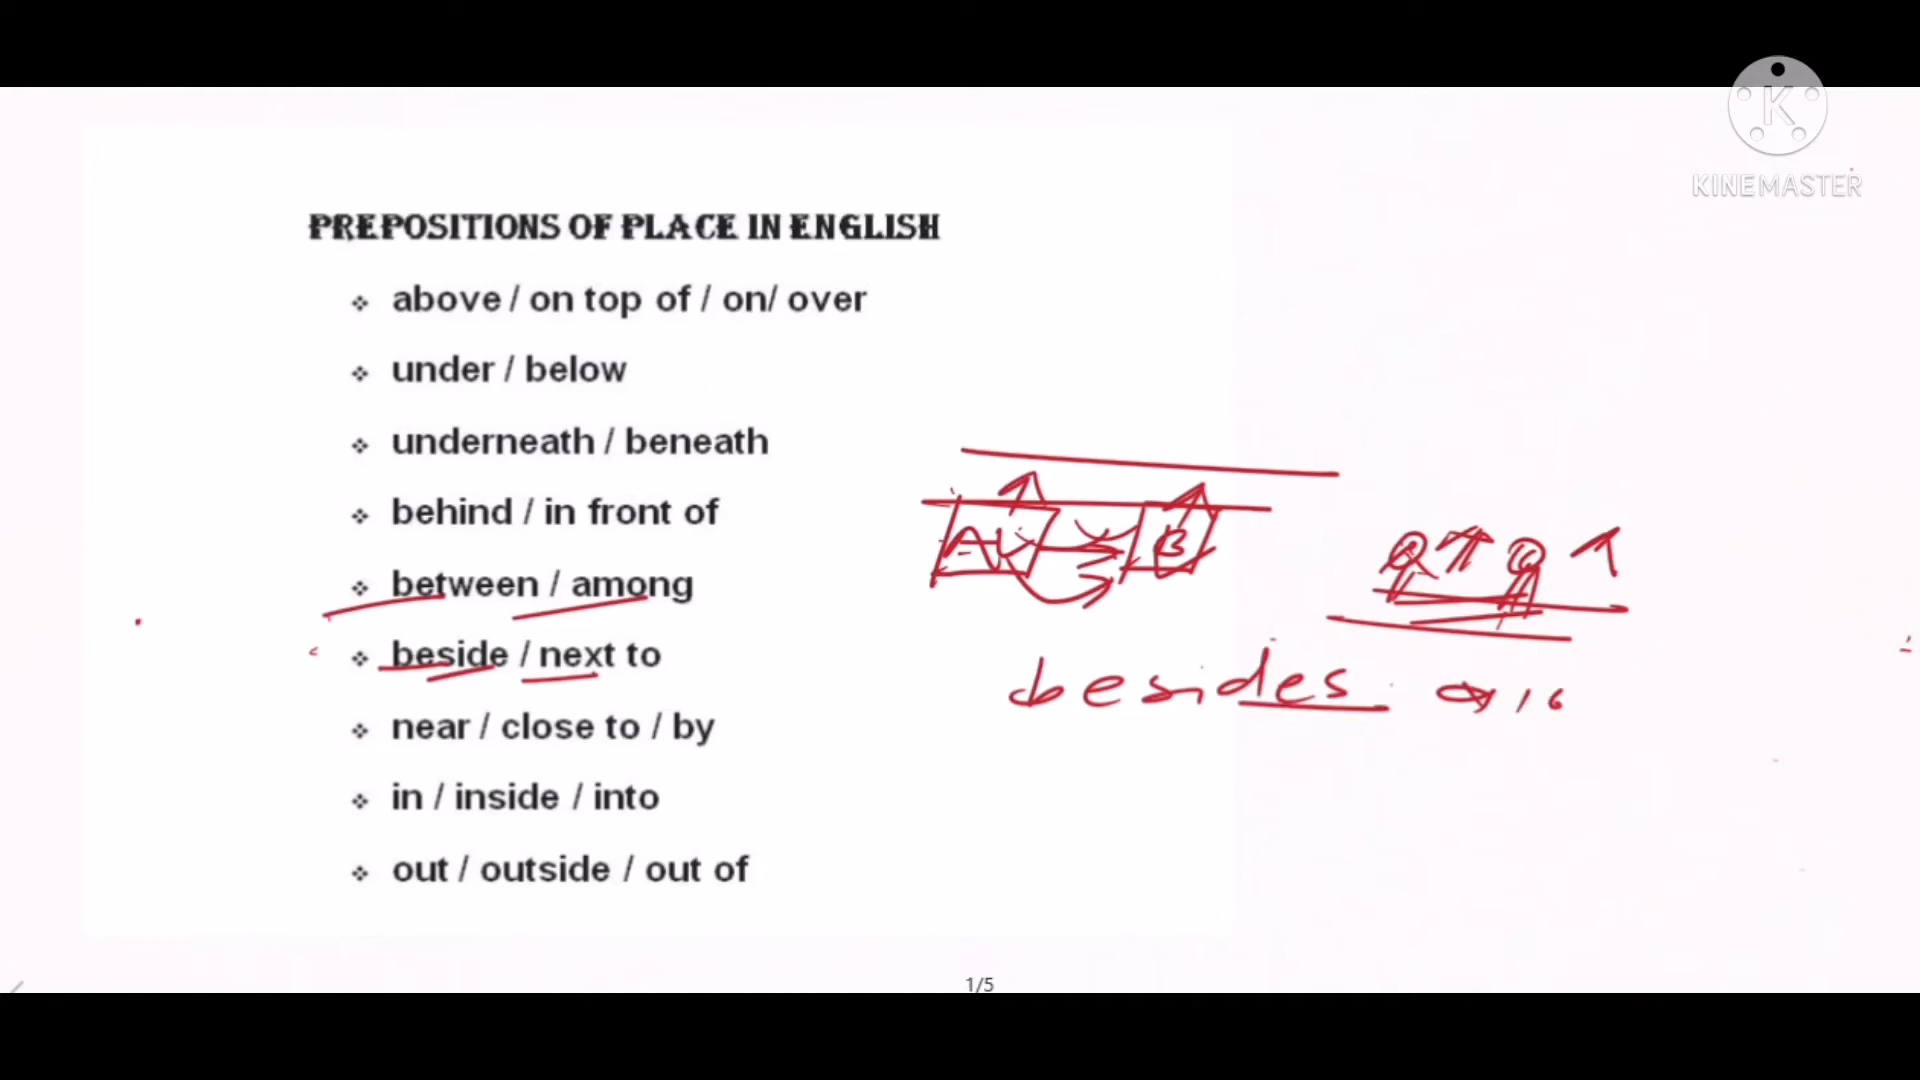 K
KINEMASTER
PREPOSITIONS OF PLACE IN ENGLISH
above / on top of / on/ over
under / below
underneath / beneath
behind / in front of
between / among
beside / next to
near / close to / by
in / inside / into
out / outside / out of
B
besides
1/5